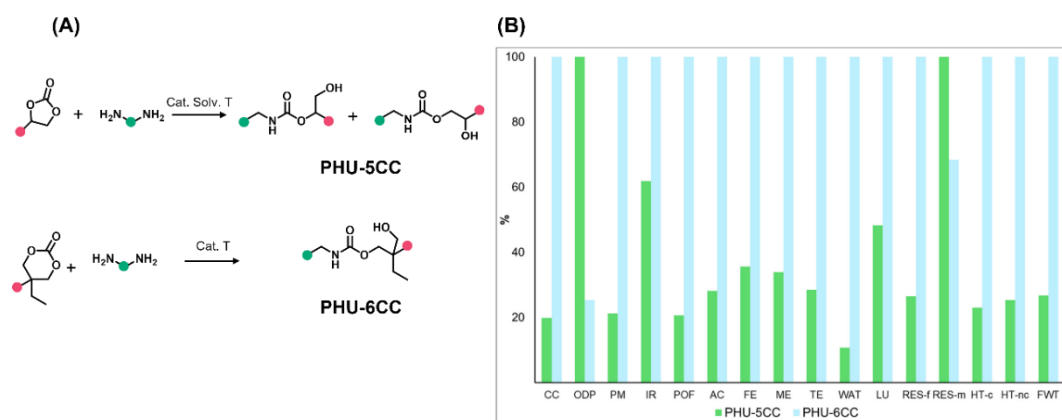 (A)
O
O
O
+
H₂N
NH₂
Cat. Solv. T
N
H
O
O
OH
+
N
H
O
O
OH
PHU-5CC
O
O
O
+
H₂N
NH₂
Cat. T
N
H
O
O
HO
PHU-6CC
(B)
100
80
60
40
20
%
CC ODP PM IR POF AC FE ME TE WAT LU RES-f RES-m HT-c HT-nc FWT
PHU-5CC PHU-6CC